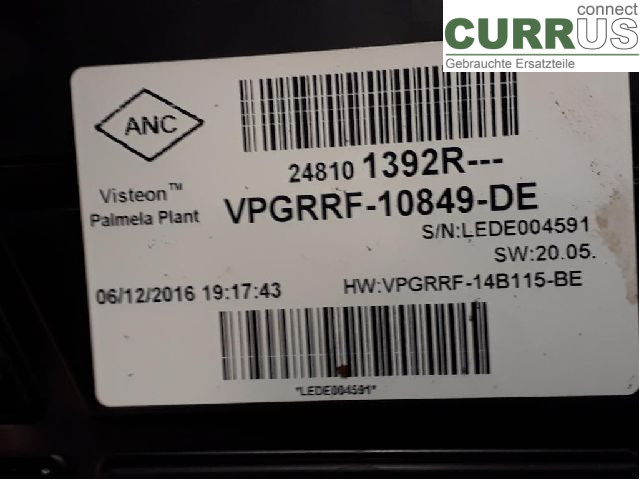 connect
CURRUS
Gebrauchte Ersatzteile
ANC
24810 1392R---
Visteon™
Palmela Plant
VPGRRF-10849-DE
S/N:LEDE004591
SW:20.05.
06/12/2016 19:17:43
HW:VPGRRF-14B115-BE
*LEDE004591*